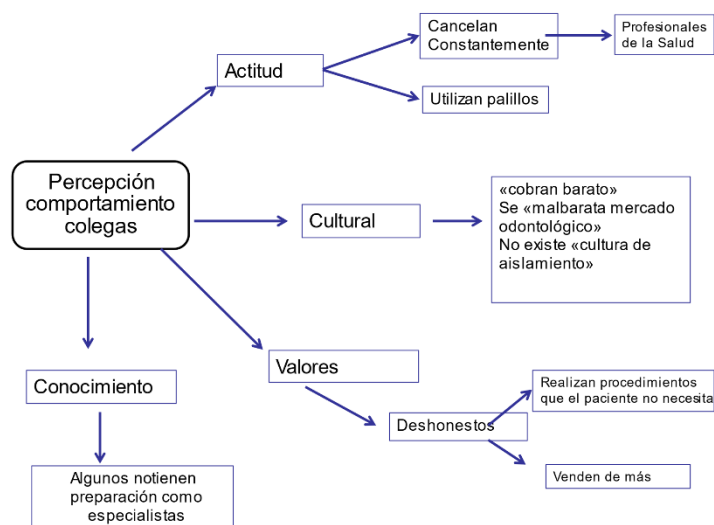 Cancelan
Constantemente
Profesionales
de la Salud
Actitud
Utilizan palillos
Percepción
comportamiento
colegas
Cultural
«cobran barato»
Se «malbarata mercado
odontológico»
No existe «cultura de
aislamiento»
Valores
Conocimiento
Realizan procedimientos
que el paciente no necesita
Deshonestos
Venden de más
Algunos notienen
preparación como
especialistas